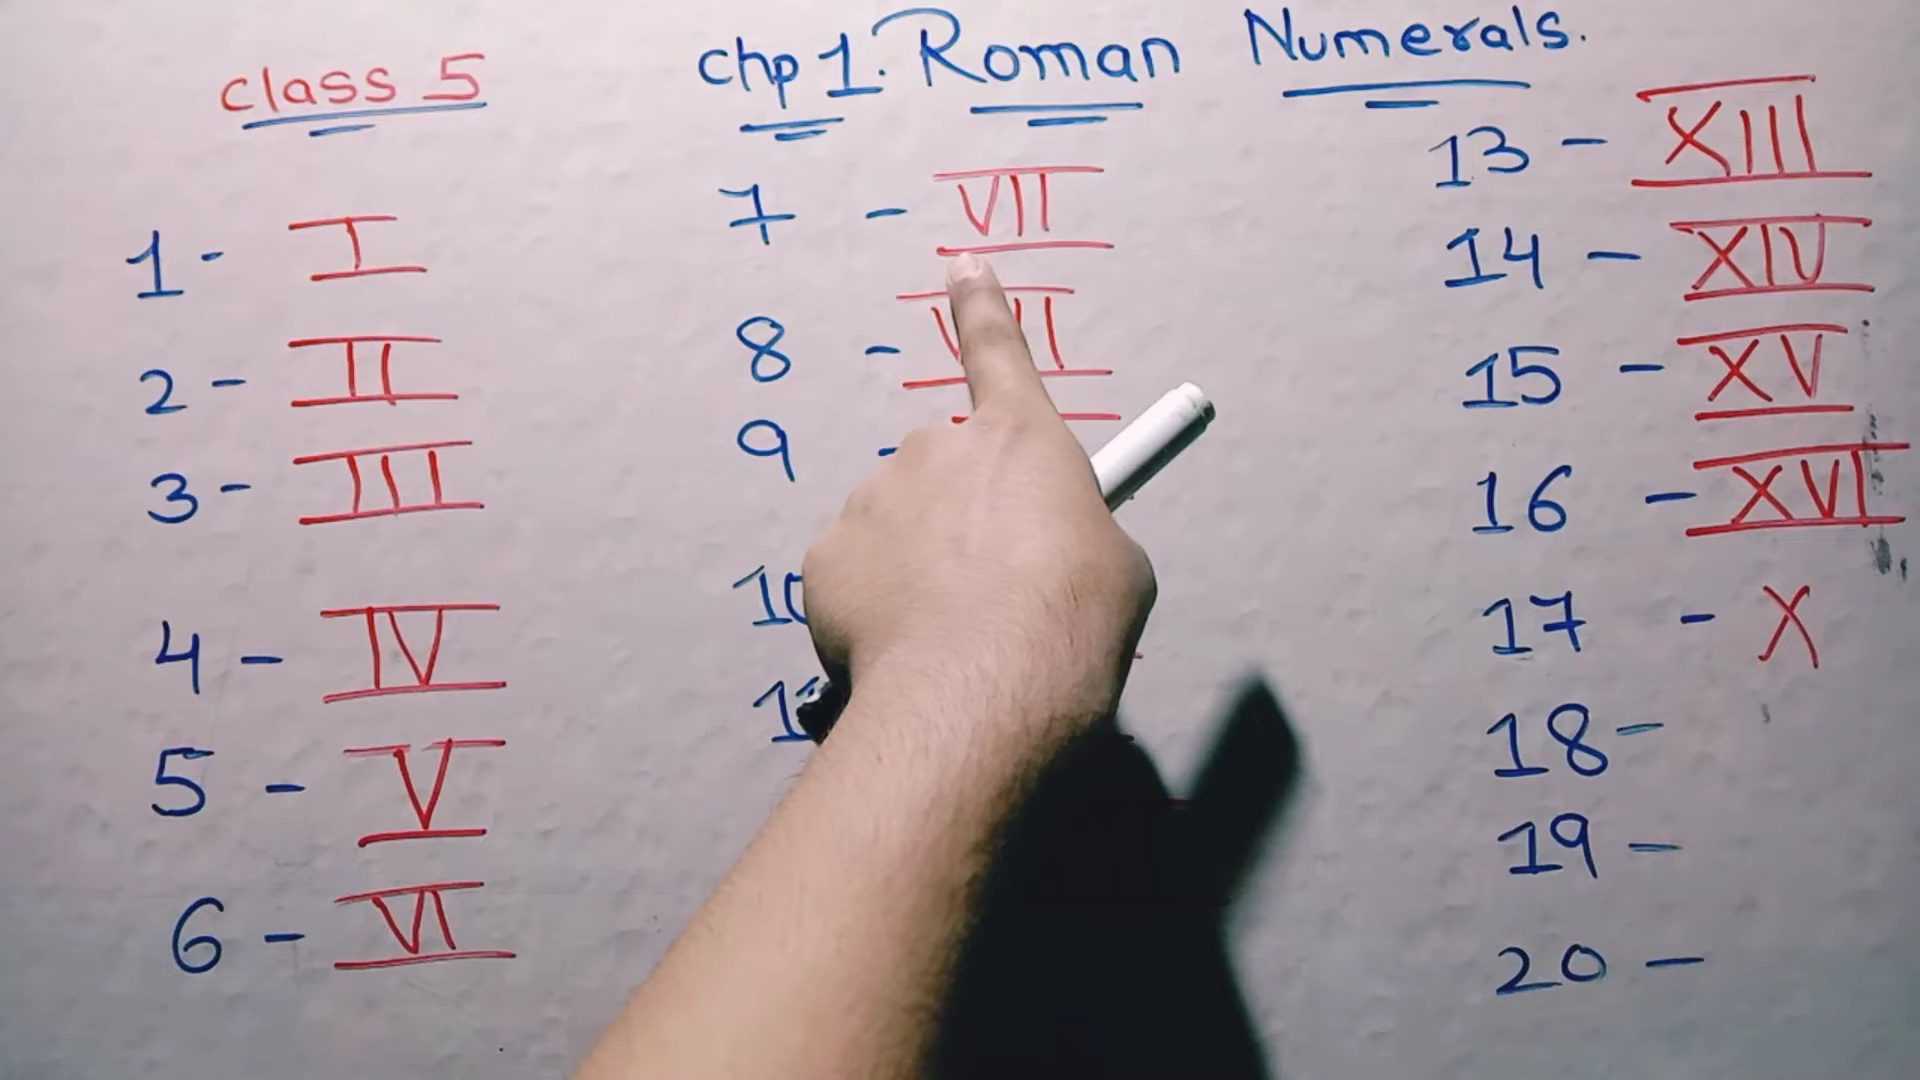 class 5
chp 1. Roman Numerals.
1 - I
2 - II
3 - III
4 - IV
5 - V
6 - VI
7 - VII
8 -
9 -
13 - XIII
14 - XIV
15 - XV
16 - XVI
17 - X
18 -
19 -
20 -